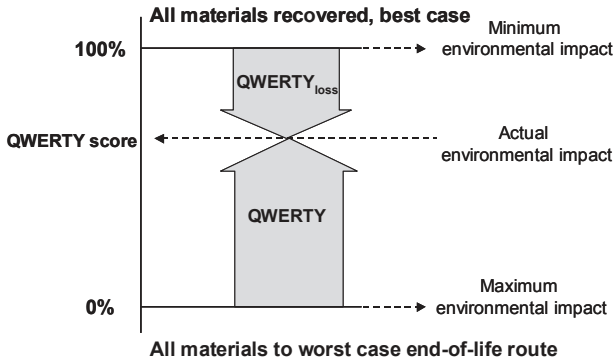 All materials recovered, best case
100%
Minimum
environmental impact
QWERTYloss
QWERTY score
Actual
environmental impact
QWERTY
0%
Maximum
environmental impact
All materials to worst case end-of-life route